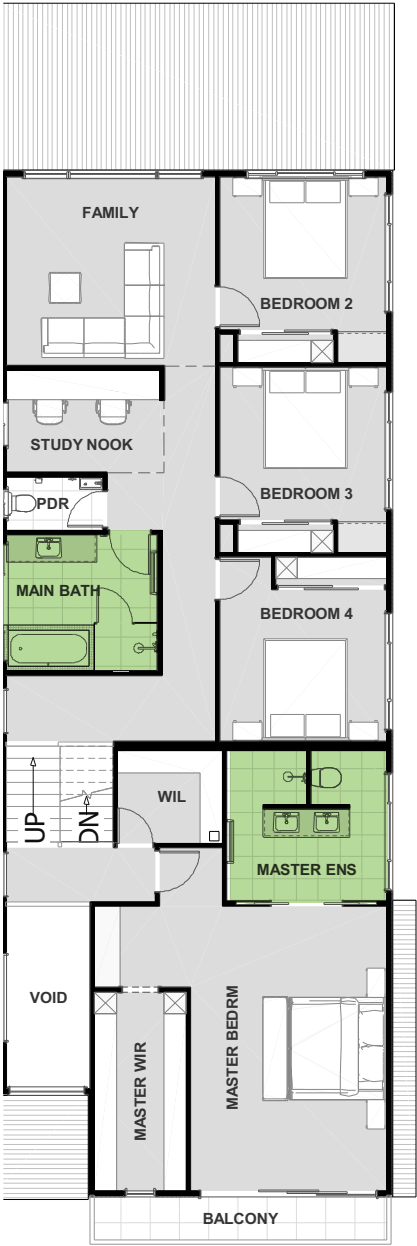 FAMILY
BEDROOM 2
STUDY NOOK
BEDROOM 3
PDR
MAIN BATH
BEDROOM 4
UP
DN
WIL
MASTER ENS
VOID
MASTER WIR
MASTER BEDRM
BALCONY